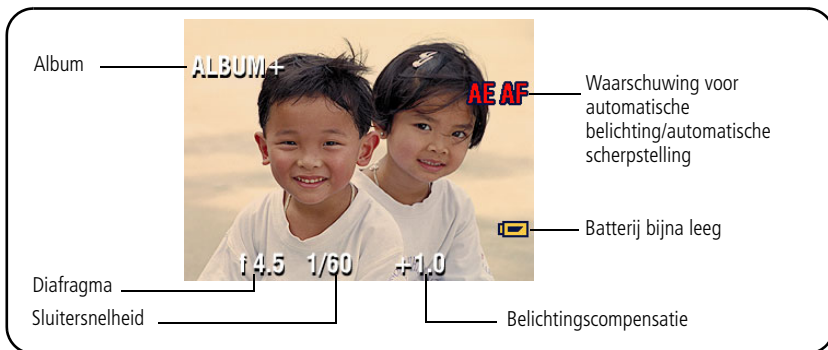 Album
ALBUM+
AE AF
Waarschuwing voor
automatische
belichting/automatische
scherpstelling
Batterij bijna leeg
f 4.5 1/60 +1.0
Diafragma
Sluitersnelheid
Belichtingscompensatie